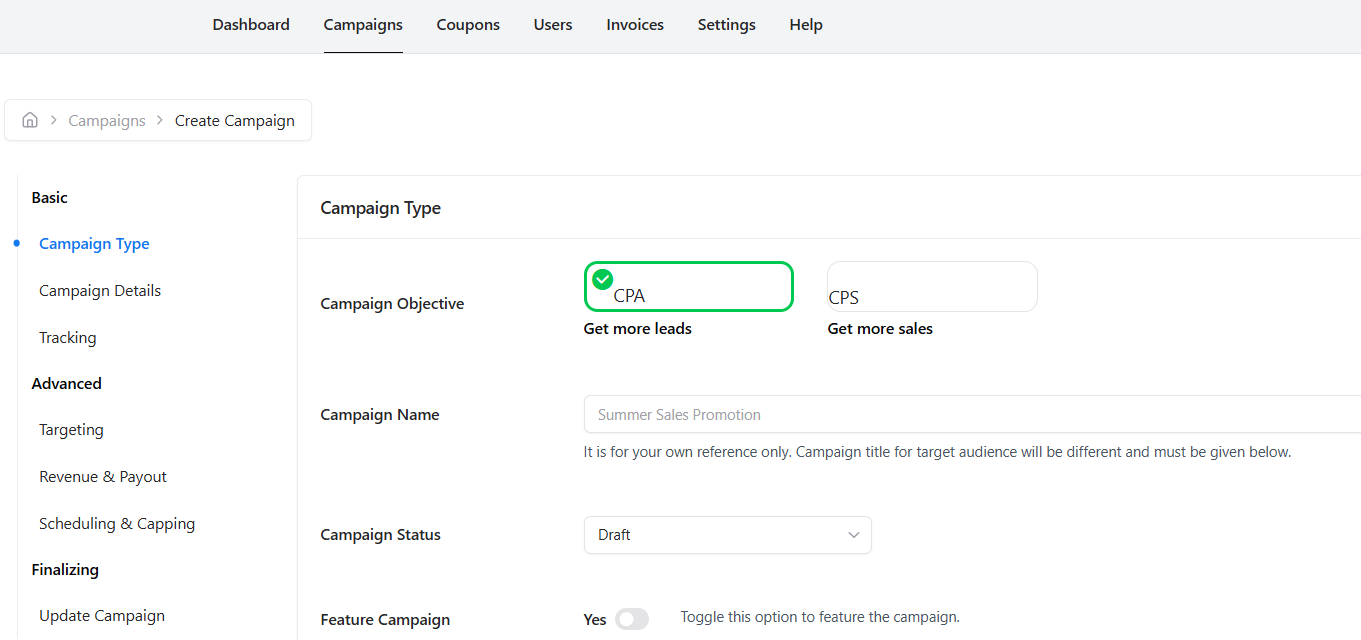 Dashboard Campaigns Coupons Users Invoices Settings Help
Campaigns Create Campaign
Basic
Campaign Type
Campaign Details
Tracking
Advanced
Targeting
Revenue & Payout
Scheduling & Capping
Finalizing
Update Campaign
Campaign Type
Campaign Objective
CPA
Get more leads
CPS
Get more sales
Campaign Name
Summer Sales Promotion
It is for your own reference only. Campaign title for target audience will be different and must be given below.
Campaign Status
Draft
Feature Campaign
Yes
Toggle this option to feature the campaign.